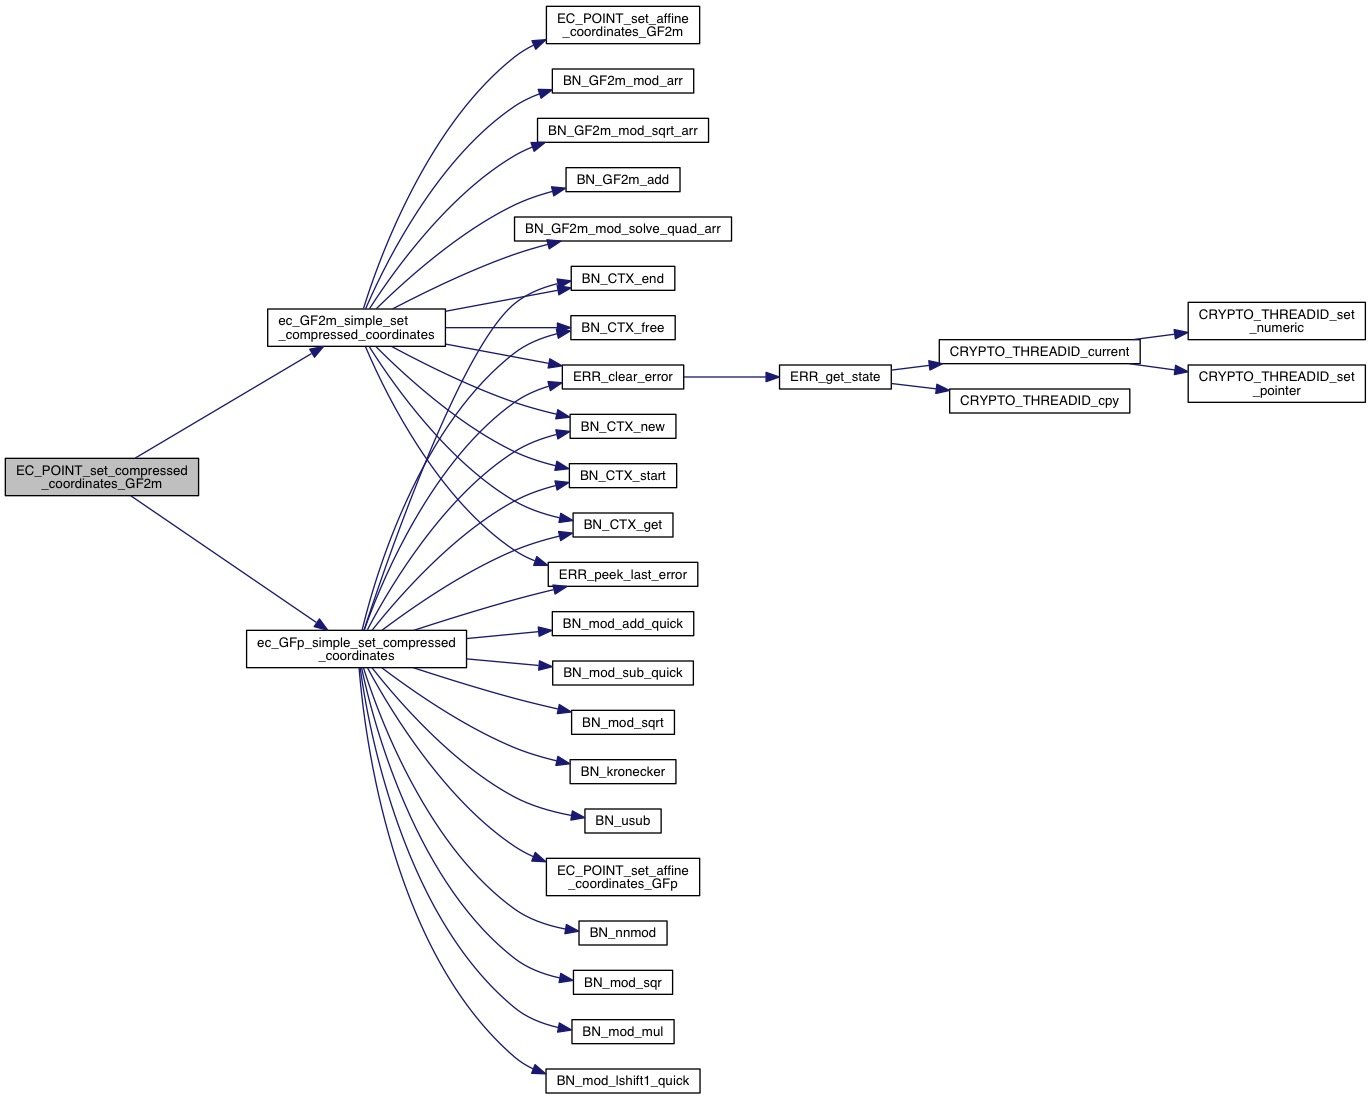 EC_POINT_set_compressed
_coordinates_GF2m
ec_GF2m_simple_set
_compressed_coordinates
ec_GFp_simple_set_compressed
_coordinates
EC_POINT_set_affine
_coordinates_GF2m
BN_GF2m_mod_arr
BN_GF2m_mod_sqrt_arr
BN_GF2m_add
BN_GF2m_mod_solve_quad_arr
BN_CTX_end
BN_CTX_free
ERR_clear_error
BN_CTX_new
BN_CTX_start
BN_CTX_get
ERR_peek_last_error
BN_mod_add_quick
BN_mod_sub_quick
BN_mod_sqrt
BN_kronecker
BN_usub
EC_POINT_set_affine
_coordinates_GFp
BN_nnmod
BN_mod_sqr
BN_mod_mul
BN_mod_lshift1_quick
ERR_get_state
CRYPTO_THREADID_current
CRYPTO_THREADID_cpy
CRYPTO_THREADID_set
_numeric
CRYPTO_THREADID_set
_pointer